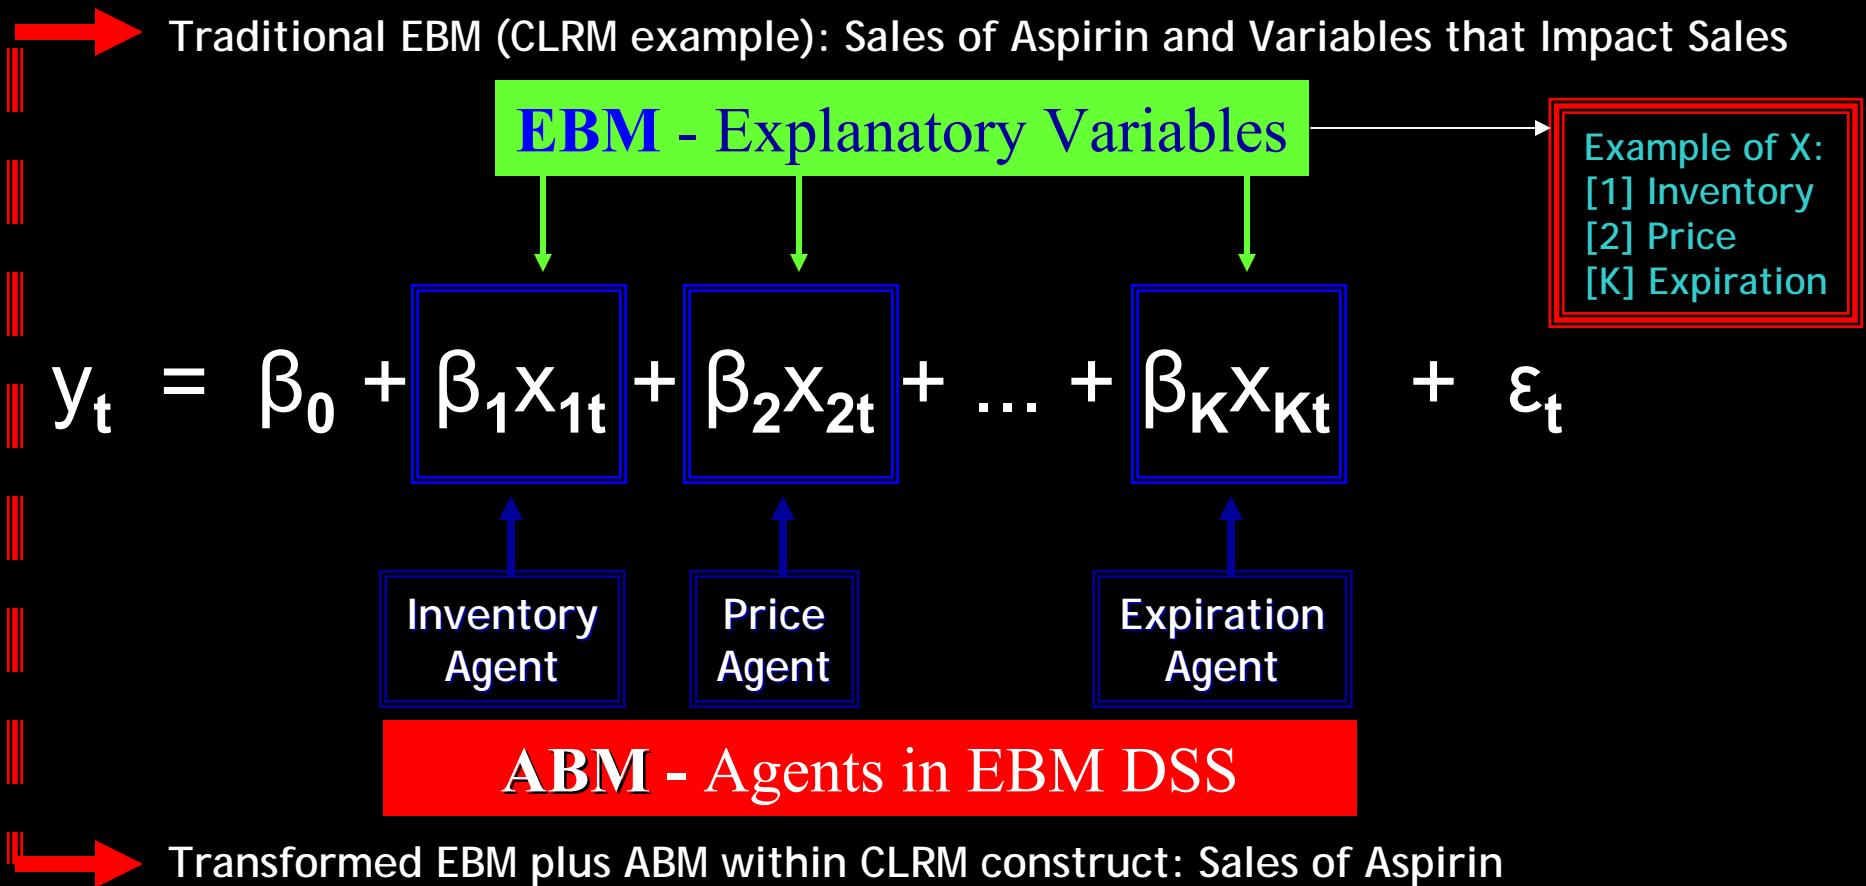 Traditional EBM (CLRM example): Sales of Aspirin and Variables that Impact Sales
EBM - Explanatory Variables
Example of X:
[1] Inventory
[2] Price
[K] Expiration
yₜ = β₀ + β₁x₁ₜ + β₂x₂ₜ + ... + βKxKt + εₜ
Inventory
Agent
Price
Agent
Expiration
Agent
ABM - Agents in EBM DSS
Transformed EBM plus ABM within CLRM construct: Sales of Aspirin